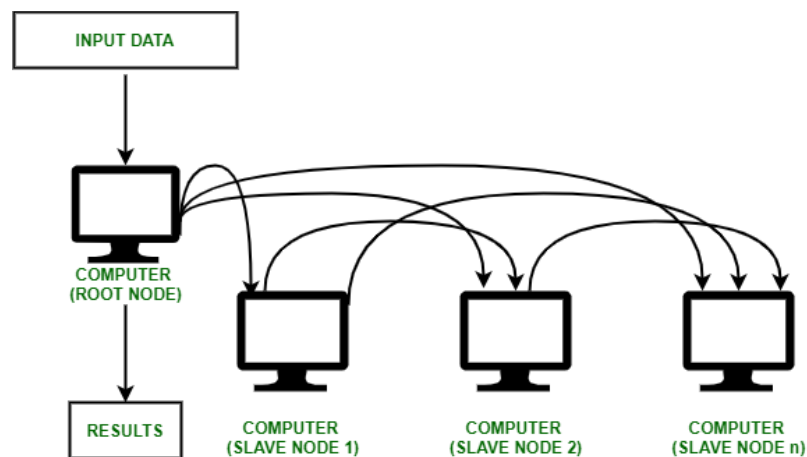 INPUT DATA
COMPUTER
(ROOT NODE)
RESULTS
COMPUTER
(SLAVE NODE 1)
COMPUTER
(SLAVE NODE 2)
COMPUTER
(SLAVE NODE n)